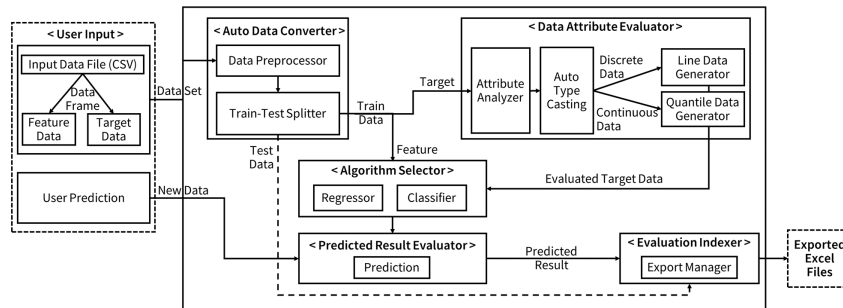 < User Input >
Input Data File (CSV)
Data
Frame
Feature
Data
Target
Data
User Prediction
Data Set
New Data
< Auto Data Converter >
Data Preprocessor
Train-Test Splitter
Train
Data
Test
Data
Target
Feature
< Data Attribute Evaluator >
Attribute
Analyzer
Auto
Type
Casting
Discrete
Data
Continuous
Data
Line Data
Generator
Quantile Data
Generator
Evaluated Target Data
< Algorithm Selector >
Regressor
Classifier
< Predicted Result Evaluator >
Prediction
Predicted
Result
< Evaluation Indexer >
Export Manager
Exported
Excel
Files